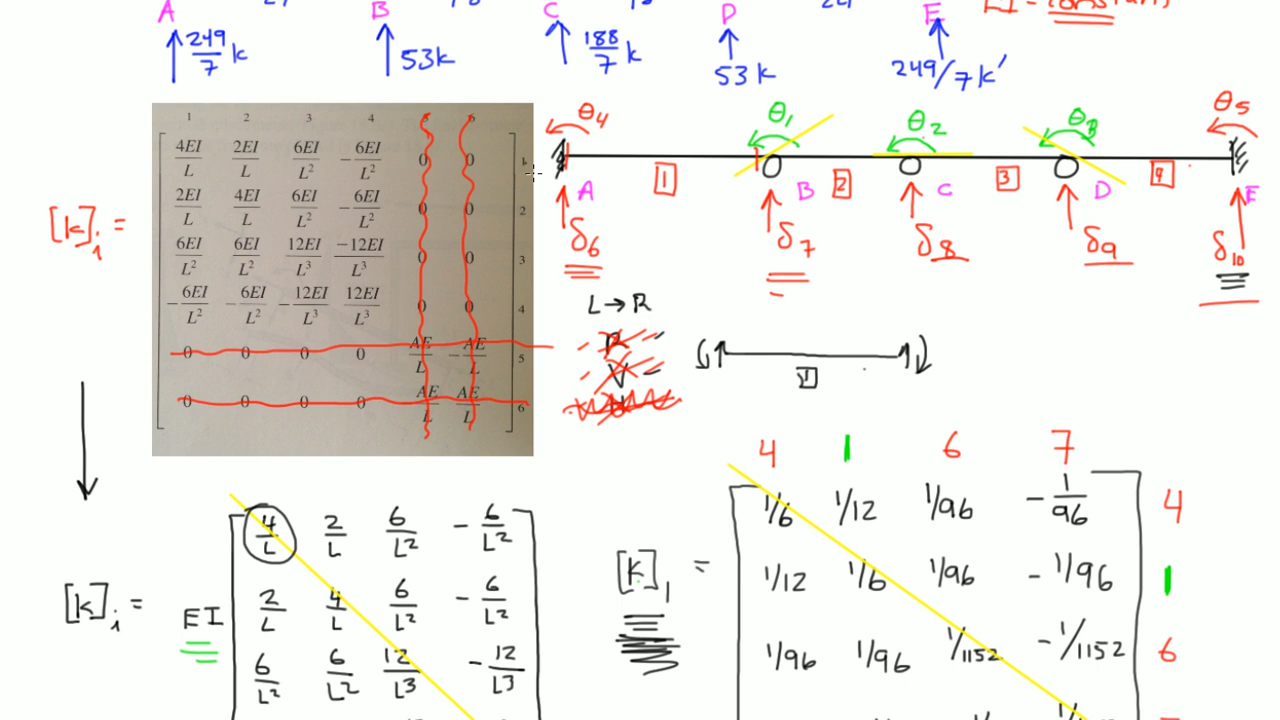 A B C D E EI = constant
249/7 k 53k 188/7 k 53 k 249/7 k'
θ4 θ1 θ2 θ3 θ5
1 2 3 4
A B C D E
δ6 δ7 δ8 δ9 δ10
[k]i =
1 2 3 4 5 6
4EI/L 2EI/L 6EI/L² -6EI/L² 0 0 1
2EI/L 4EI/L 6EI/L² -6EI/L² 0 0 2
6EI/L² 6EI/L² 12EI/L³ -12EI/L³ 0 0 3
-6EI/L² -6EI/L² -12EI/L³ 12EI/L³ 0 0 4
0 0 0 0 AE/L -AE/L 5
0 0 0 0 AE/L AE/L 6
L → R
R
V
1
[k]i = EI
4/L 2/L 6/L² -6/L²
2/L 4/L 6/L² -6/L²
6/L² 6/L² 12/L³ -12/L³
[k]1 =
4 1 6 7
1/6 1/12 1/96 -1/96 4
1/12 1/6 1/96 -1/96 1
1/96 1/96 1/1152 -1/1152 6